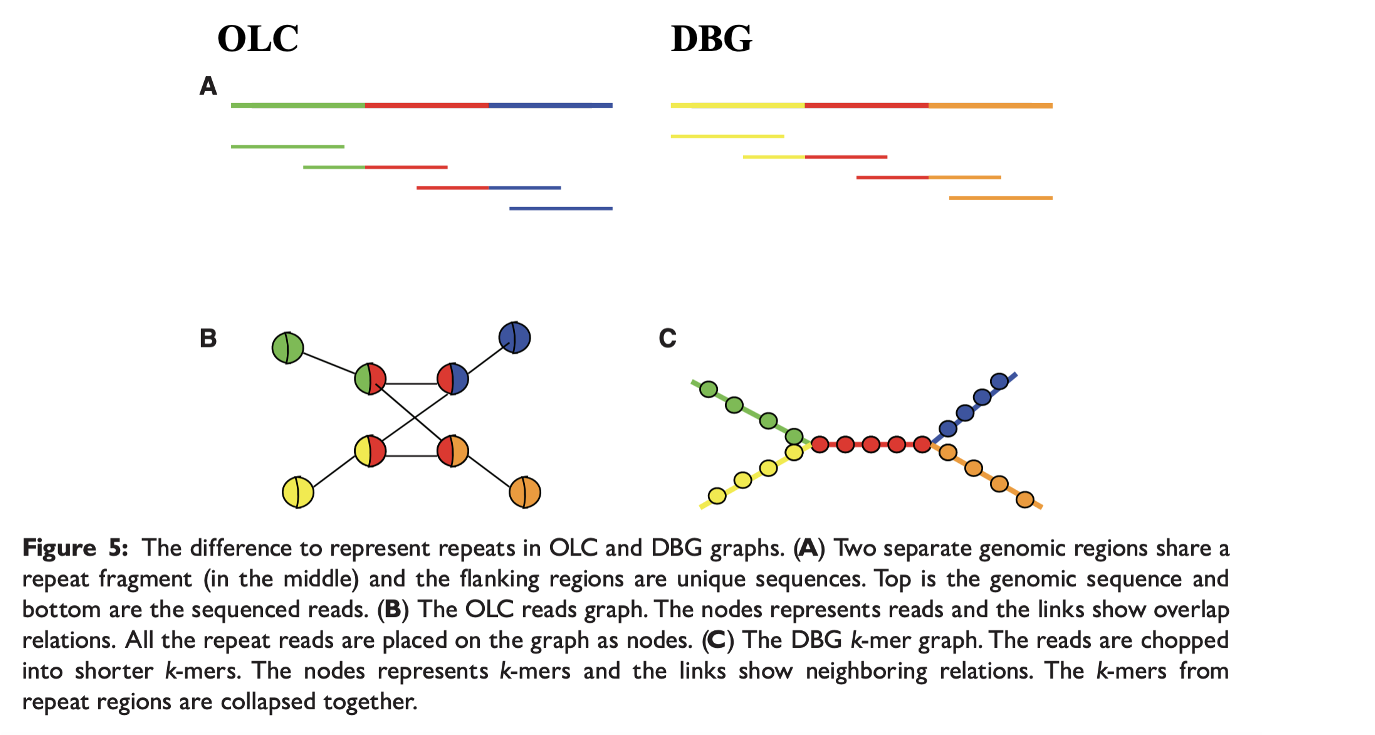 OLC DBG
A
B C
Figure 5: The difference to represent repeats in OLC and DBG graphs. (A) Two separate genomic regions share a
repeat fragment (in the middle) and the flanking regions are unique sequences. Top is the genomic sequence and
bottom are the sequenced reads. (B) The OLC reads graph. The nodes represents reads and the links show overlap
relations. All the repeat reads are placed on the graph as nodes. (C) The DBG k-mer graph. The reads are chopped
into shorter k-mers. The nodes represents k-mers and the links show neighboring relations. The k-mers from
repeat regions are collapsed together.